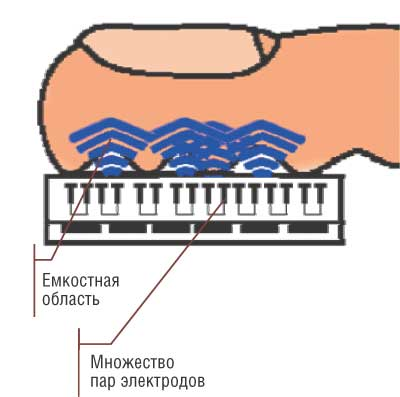 Емкостная
область
Множество
пар электродов